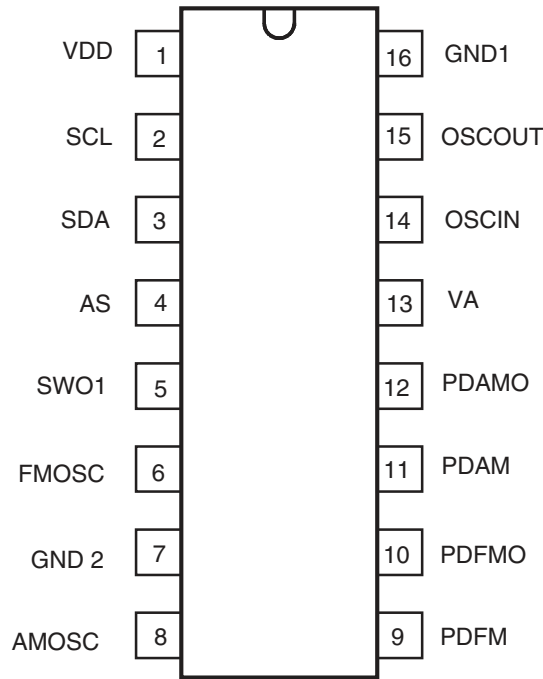 VDD 1 16 GND1
SCL 2 15 OSCOUT
SDA 3 14 OSCIN
AS 4 13 VA
SWO1 5 12 PDAMO
FMOSC 6 11 PDAM
GND 2 7 10 PDFMO
AMOSC 8 9 PDFM